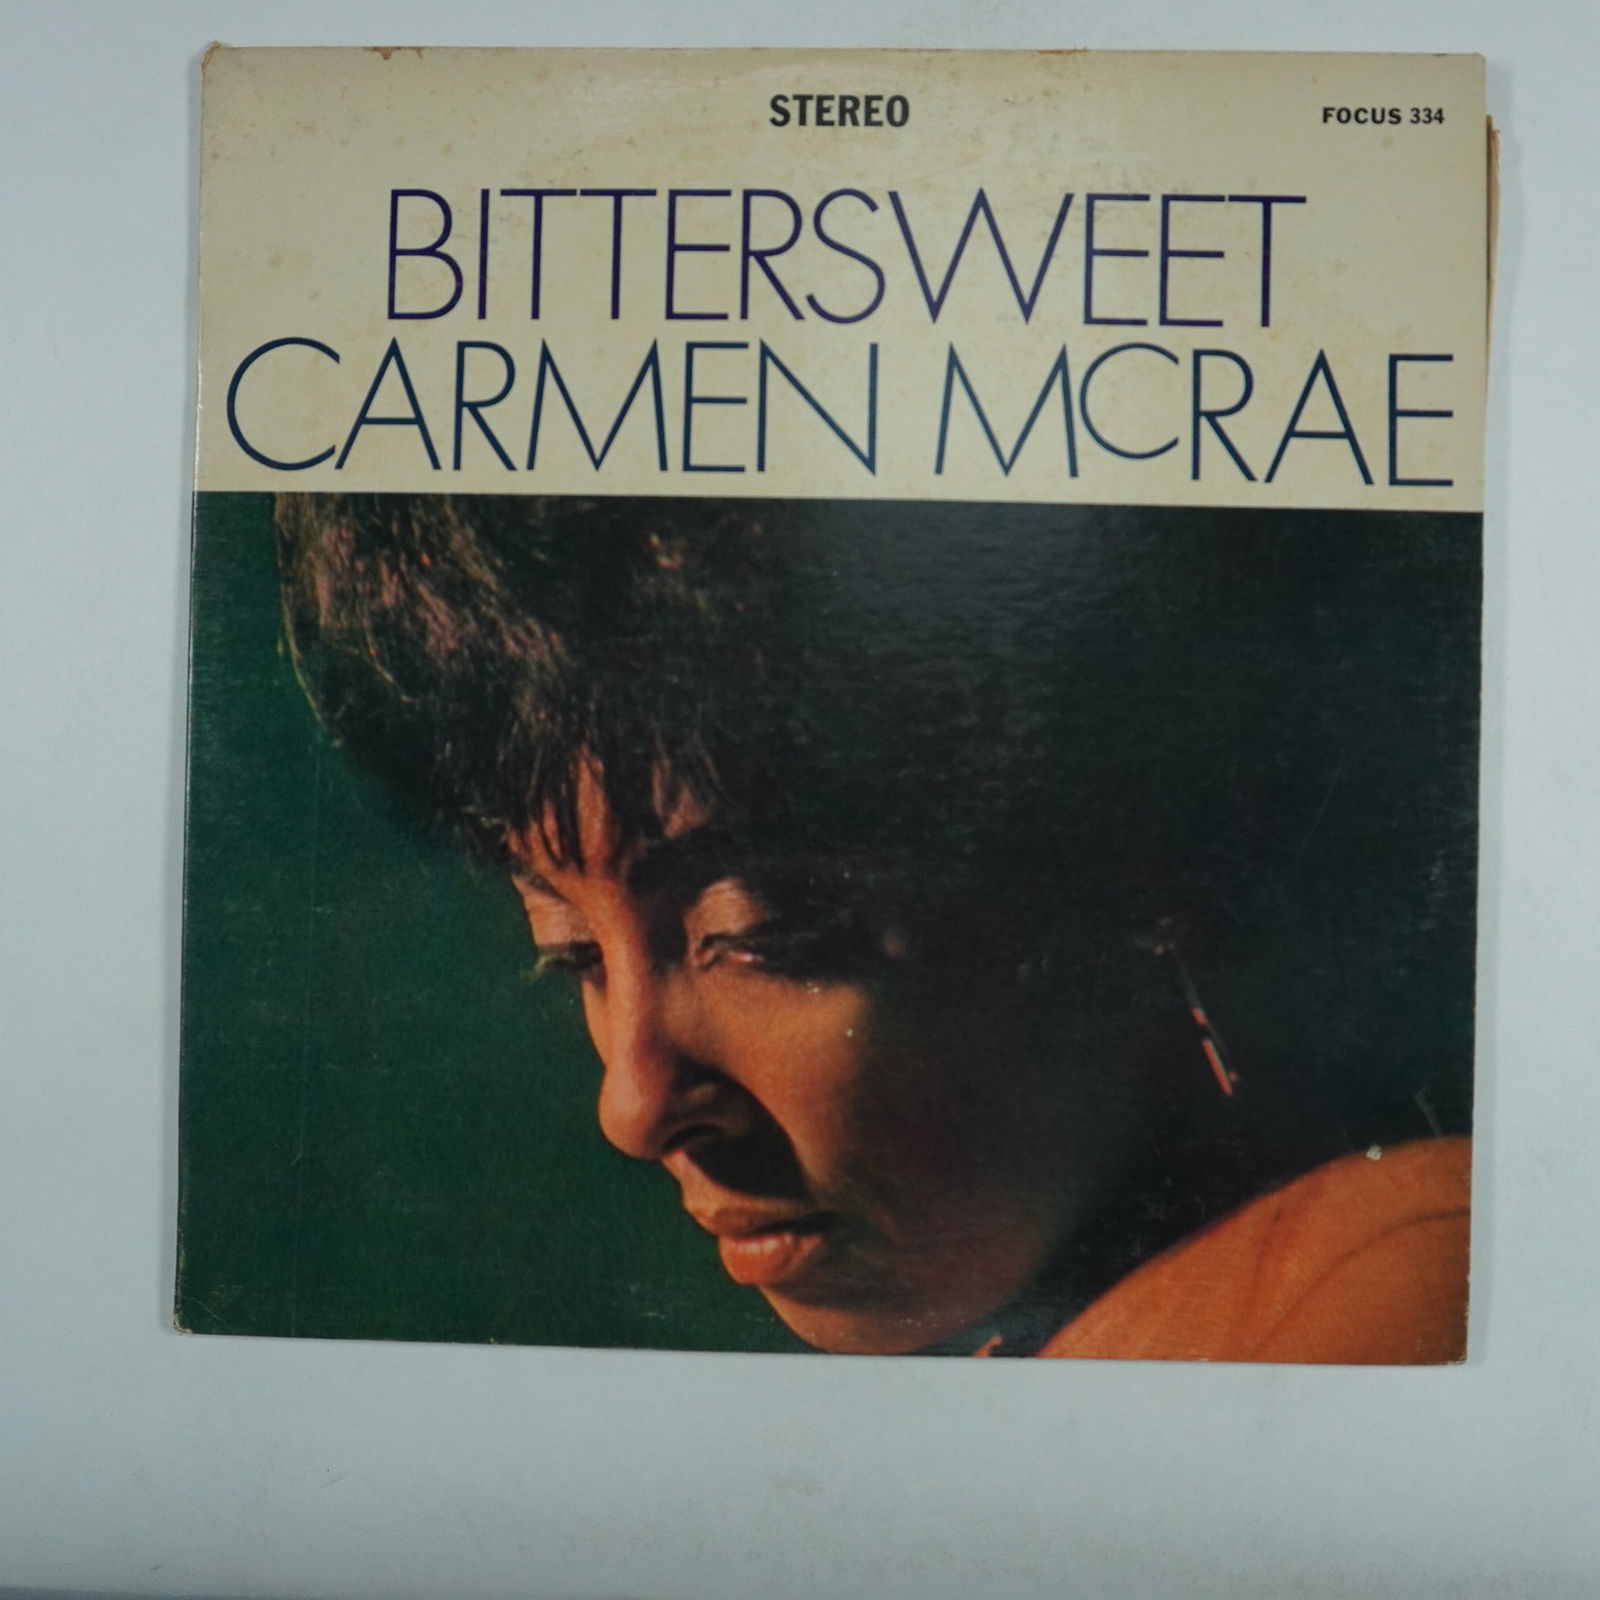 STEREO
FOCUS 334
BITTERSWEET
CARMEN MCRAE